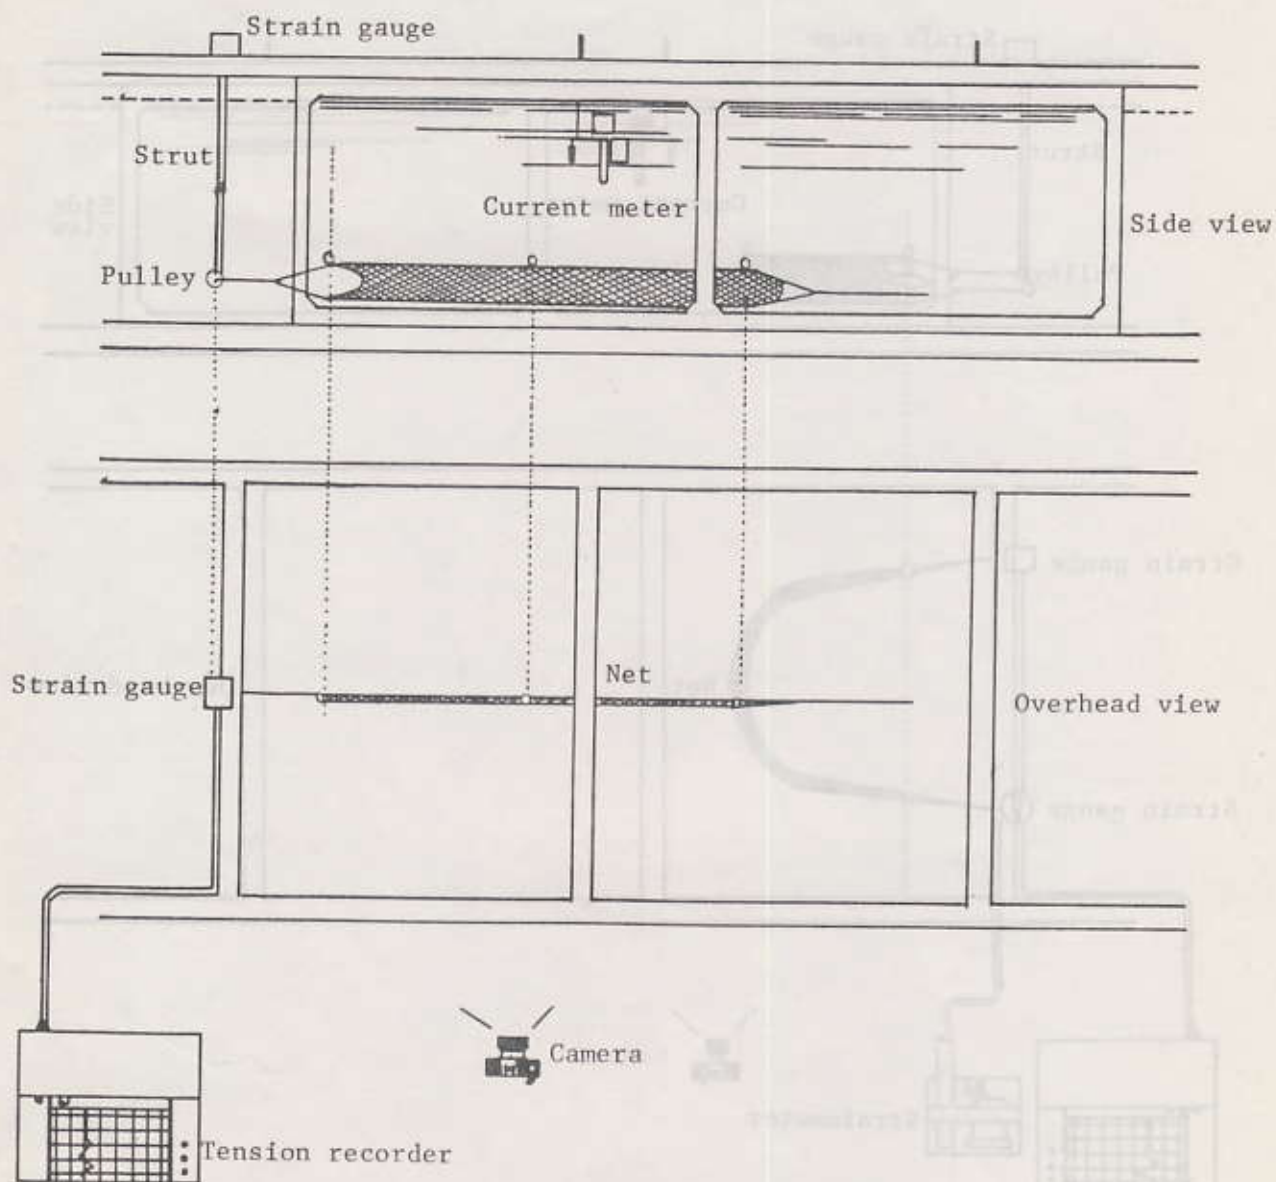 Strain gauge
Strut
Current meter
Side view
Pulley
Net
Strain gauge
Overhead view
Camera
Tension recorder